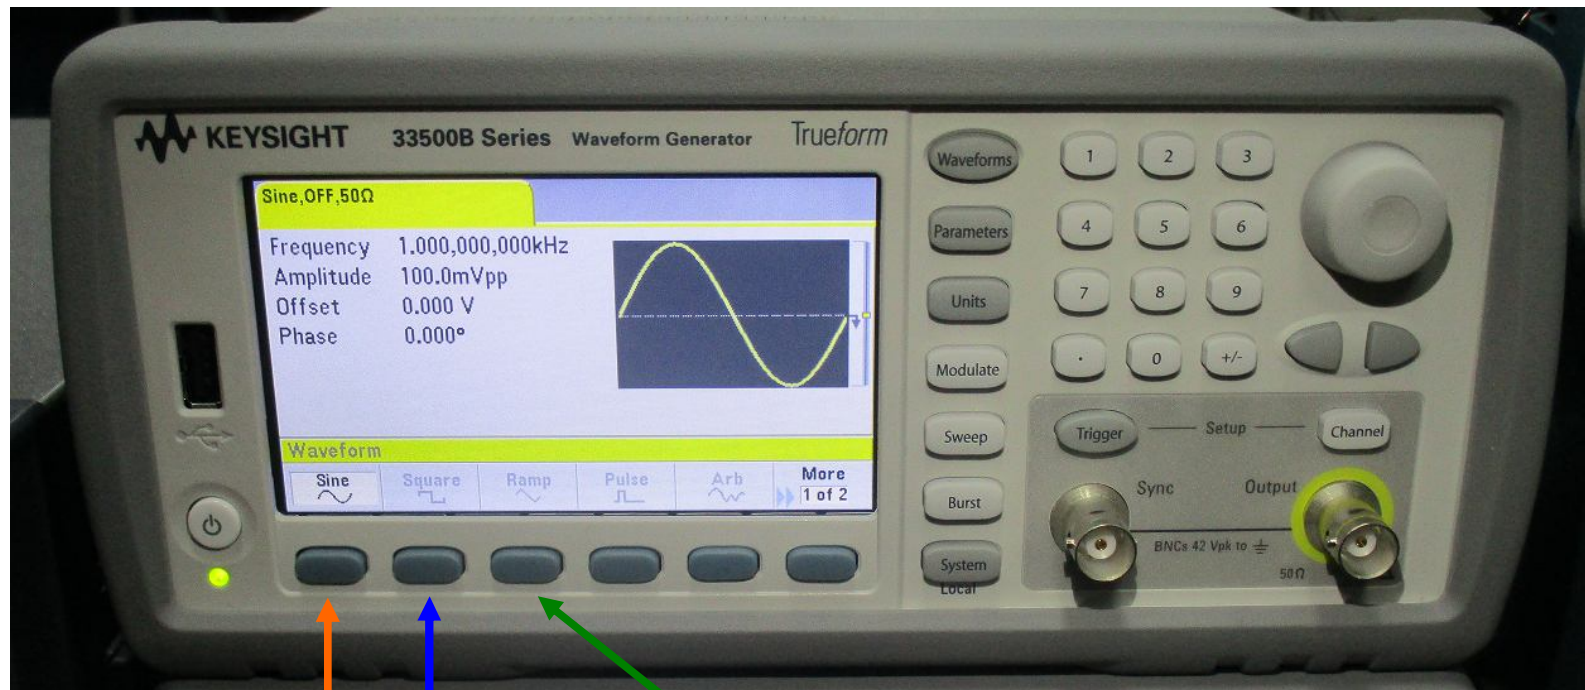 KEYSIGHT 33500B Series Waveform Generator Trueform
Sine,OFF,50Ω
Frequency 1.000,000,000kHz
Amplitude 100.0mVpp
Offset 0.000 V
Phase 0.000°
Waveform
Sine Square Ramp Pulse Arb More
1 of 2
Waveforms
Parameters
Units
Modulate
Sweep
Burst
System
Local
1 2 3
4 5 6
7 8 9
. 0 +/-
Trigger Setup Channel
Sync Output
BNCs 42 Vpk to
50Ω